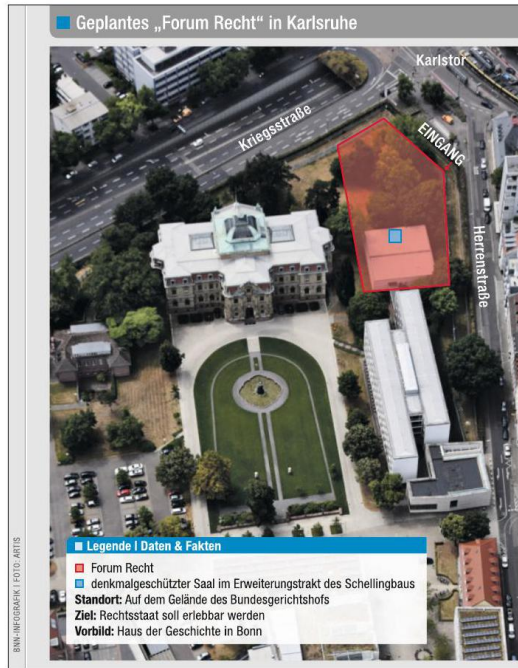 Geplantes „Forum Recht“ in Karlsruhe
Karlstor
Kriegsstraße
EINGANG
Herrenstraße
Legende | Daten & Fakten
Forum Recht
denkmalgeschützter Saal im Erweiterungstrakt des Schellingbaus
Standort: Auf dem Gelände des Bundesgerichtshofs
Ziel: Rechtsstaat soll erlebbar werden
Vorbild: Haus der Geschichte in Bonn
BNN-INFOGRAFIK | FOTO: ARTIS